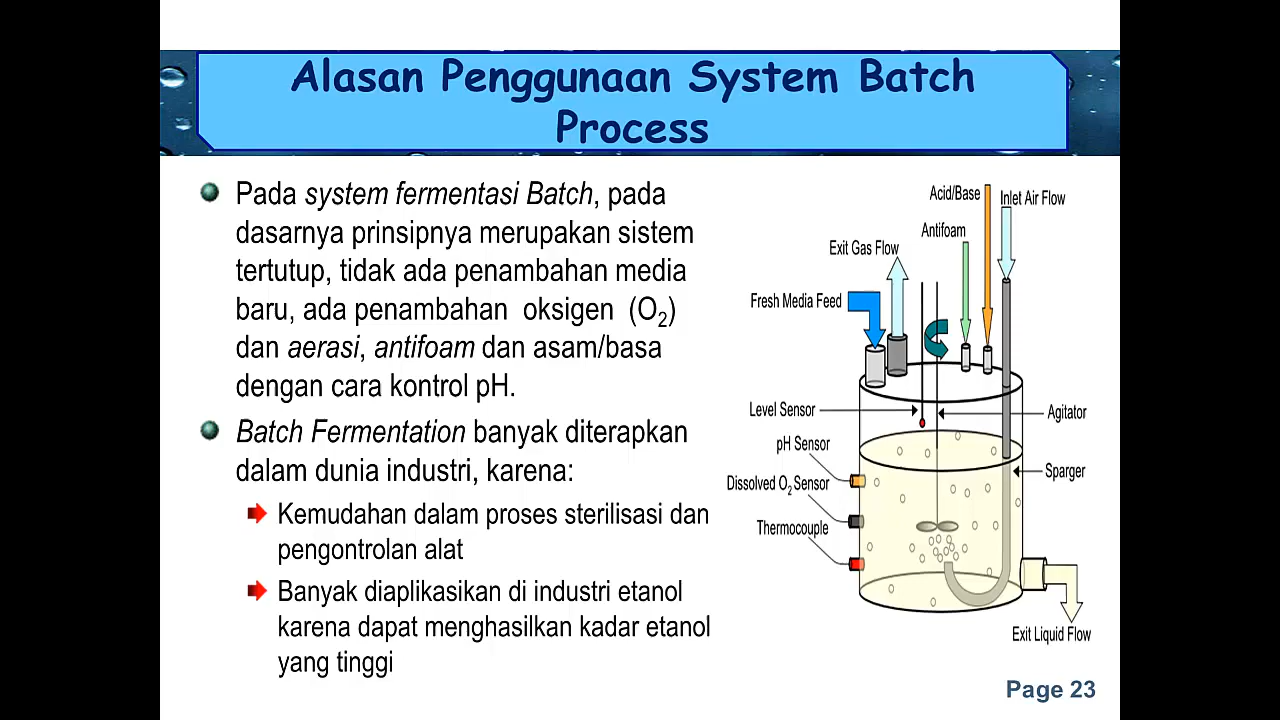 Alasan Penggunaan System Batch
Process
Pada system fermentasi Batch, pada
dasarnya prinsipnya merupakan sistem
tertutup, tidak ada penambahan media
baru, ada penambahan oksigen (O₂)
dan aerasi, antifoam dan asam/basa
dengan cara kontrol pH.
Batch Fermentation banyak diterapkan
dalam dunia industri, karena:
Kemudahan dalam proses sterilisasi dan
pengontrolan alat
Banyak diaplikasikan di industri etanol
karena dapat menghasilkan kadar etanol
yang tinggi
Acid/Base
Inlet Air Flow
Antifoam
Exit Gas Flow
Fresh Media Feed
Level Sensor
Agitator
pH Sensor
Sparger
Dissolved O₂ Sensor
Thermocouple
Exit Liquid Flow
Page 23